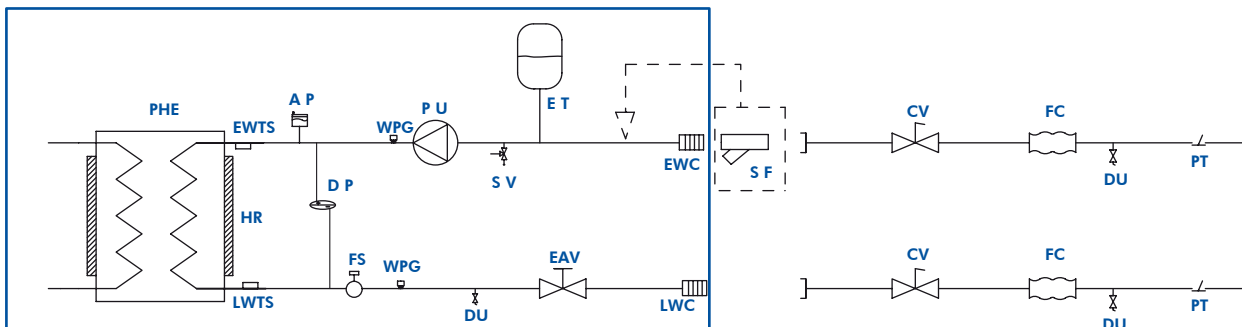 A P
PHE
P U
E T
CV
FC
EWTS
WPG
EWC
S F
S V
DU
PT
D P
HR
FS
WPG
EAV
CV
FC
LWTS
DU
LWC
DU
PT